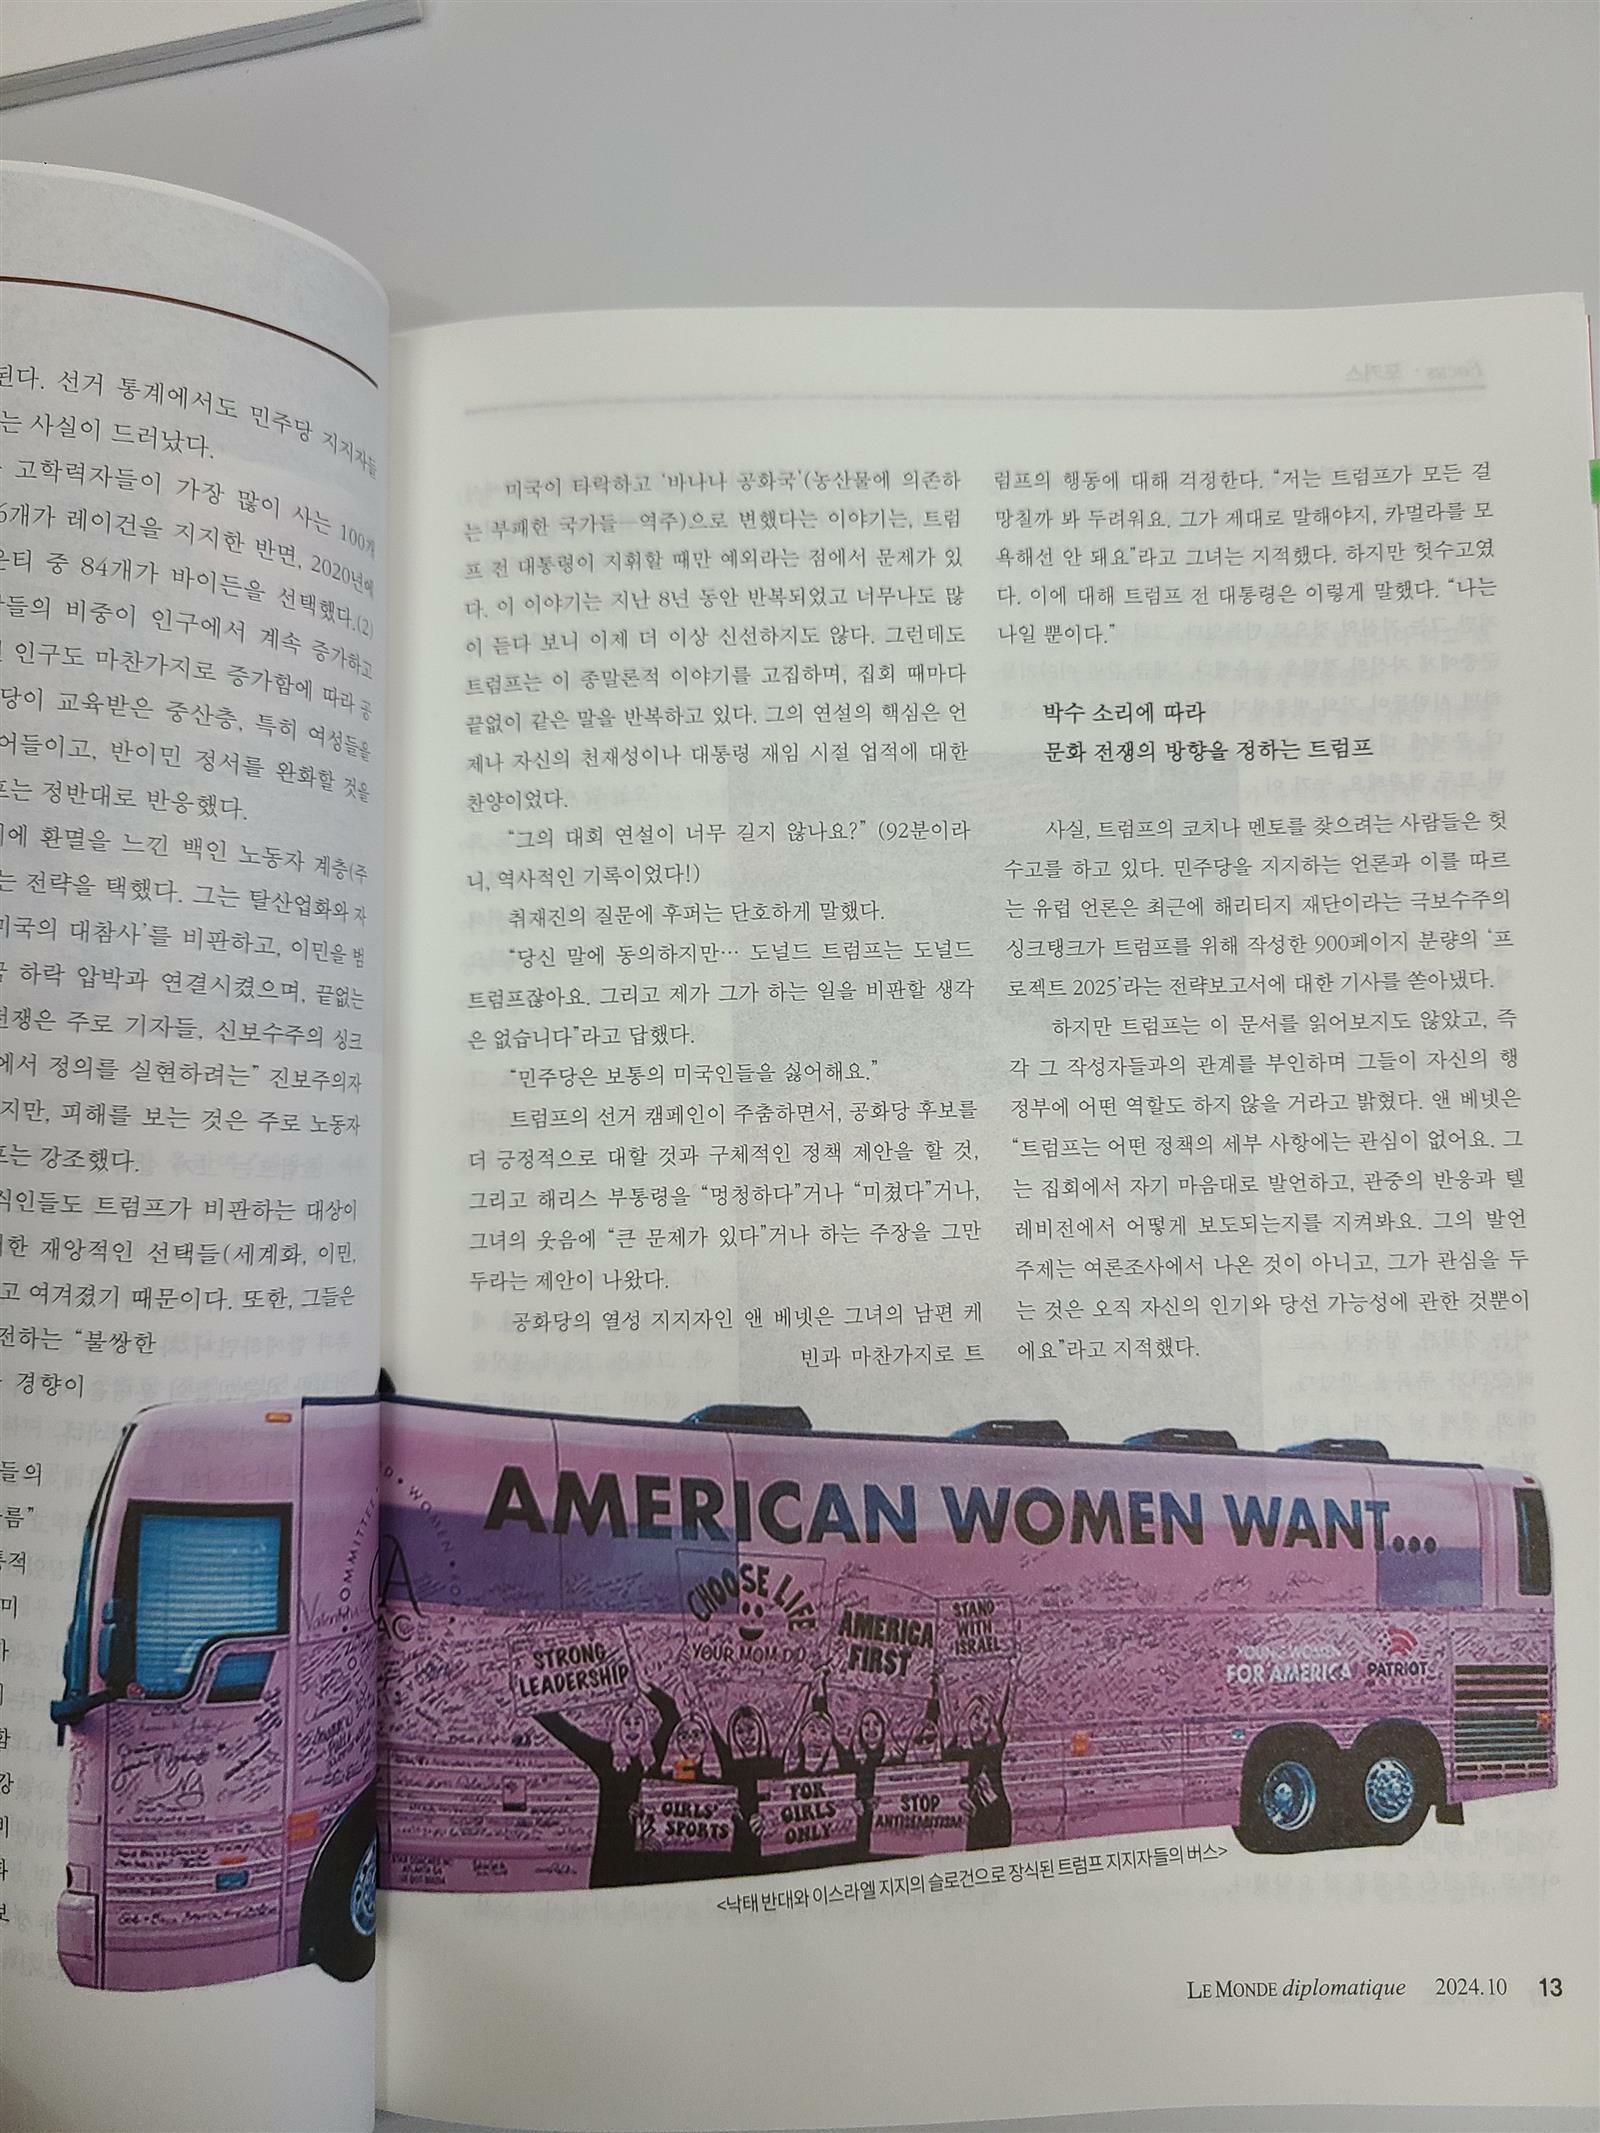 된다. 선거 통계에서도 민주당 지지자들
는 사실이 드러났다.
고학력자들이 가장 많이 사는 100개
6개가 레이건을 지지한 반면, 2020년에
운티 중 84개가 바이든을 선택했다.(2)
들의 비중이 인구에서 계속 증가하고
인구도 마찬가지로 증가함에 따라 공
당이 교육받은 중산층, 특히 여성들을
어들이고, 반이민 정서를 완화할 것을
프는 정반대로 반응했다.
에 환멸을 느낀 백인 노동자 계층(주
는 전략을 택했다. 그는 탈산업화와 자
미국의 대참사’를 비판하고, 이민을 범
하락 압박과 연결시켰으며, 끝없는
전쟁은 주로 기자들, 신보수주의 싱크
에서 정의를 실현하려는” 진보주의자
지만, 피해를 보는 것은 주로 노동자
프는 강조했다.
식인들도 트럼프가 비판하는 대상이
한 재앙적인 선택들(세계화, 이민,
고 여겨졌기 때문이다. 또한, 그들은
전하는 “불쌍한
경향이
들의
름”
적
미
강
미국이 타락하고 ‘바나나 공화국’(농산물에 의존하
는 부패한 국가들—역주)으로 변했다는 이야기는, 트럼
프 전 대통령이 지휘할 때만 예외라는 점에서 문제가 있
다. 이 이야기는 지난 8년 동안 반복되었고 너무나도 많
이 듣다 보니 이제 더 이상 신선하지도 않다. 그런데도
트럼프는 이 종말론적 이야기를 고집하며, 집회 때마다
끝없이 같은 말을 반복하고 있다. 그의 연설의 핵심은 언
제나 자신의 천재성이나 대통령 재임 시절 업적에 대한
찬양이었다.
“그의 대회 연설이 너무 길지 않나요?” (92분이라
니, 역사적인 기록이었다!)
취재진의 질문에 후퍼는 단호하게 말했다.
“당신 말에 동의하지만… 도널드 트럼프는 도널드
트럼프잖아요. 그리고 제가 그가 하는 일을 비판할 생각
은 없습니다”라고 답했다.
“민주당은 보통의 미국인들을 싫어해요.”
트럼프의 선거 캠페인이 주춤하면서, 공화당 후보를
더 긍정적으로 대할 것과 구체적인 정책 제안을 할 것,
그리고 해리스 부통령을 “멍청하다”거나 “미쳤다”거나,
그녀의 웃음에 “큰 문제가 있다”거나 하는 주장을 그만
두라는 제안이 나왔다.
공화당의 열성 지지자인 앤 베넷은 그녀의 남편 케
빈과 마찬가지로 트
럼프의 행동에 대해 걱정한다. “저는 트럼프가 모든 걸
망칠까 봐 두려워요. 그가 제대로 말해야지, 카멀라를 모
욕해선 안 돼요”라고 그녀는 지적했다. 하지만 헛수고였
다. 이에 대해 트럼프 전 대통령은 이렇게 말했다. “나는
나일 뿐이다.”
박수 소리에 따라
문화 전쟁의 방향을 정하는 트럼프
사실, 트럼프의 코치나 멘토를 찾으려는 사람들은 헛
수고를 하고 있다. 민주당을 지지하는 언론과 이를 따르
는 유럽 언론은 최근에 해리티지 재단이라는 극보수주의
싱크탱크가 트럼프를 위해 작성한 900페이지 분량의 ‘프
로젝트 2025’라는 전략보고서에 대한 기사를 쏟아냈다.
하지만 트럼프는 이 문서를 읽어보지도 않았고, 즉
각 그 작성자들과의 관계를 부인하며 그들이 자신의 행
정부에 어떤 역할도 하지 않을 거라고 밝혔다. 앤 베넷은
“트럼프는 어떤 정책의 세부 사항에는 관심이 없어요. 그
는 집회에서 자기 마음대로 발언하고, 관중의 반응과 텔
레비전에서 어떻게 보도되는지를 지켜봐요. 그의 발언
주제는 여론조사에서 나온 것이 아니고, 그가 관심을 두
는 것은 오직 자신의 인기와 당선 가능성에 관한 것뿐이
에요”라고 지적했다.
AMERICAN WOMEN WANT...
CHOOSE LIFE
YOUR MOM DID
STRONG
LEADERSHIP
AMERICA
FIRST
STAND
WITH
ISRAEL
YOUNG WOMEN
FOR AMERICA
PATRIOT
MOBILE
GIRLS'
SPORTS
FOR
GIRLS
ONLY
STOP
ANTISEMITISM
<낙태 반대와 이스라엘 지지의 슬로건으로 장식된 트럼프 지지자들의 버스>
LE MONDE diplomatique 2024.10 13